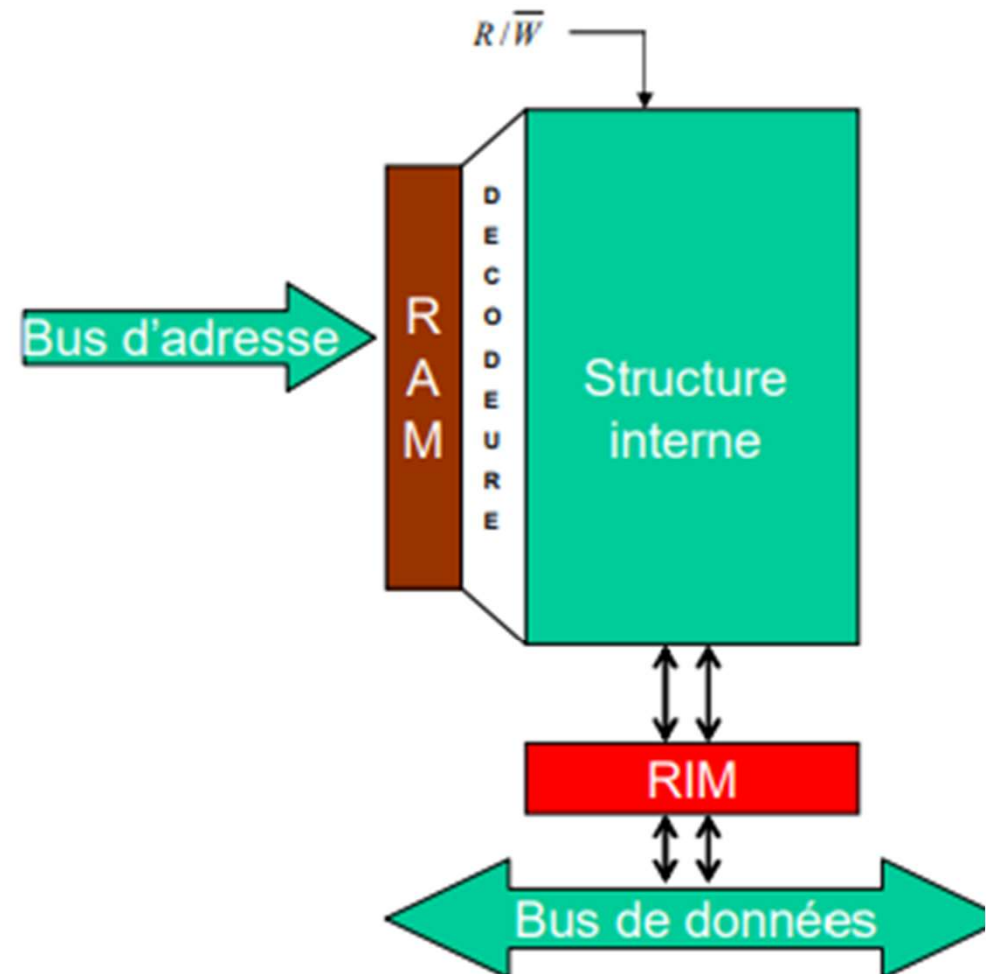 R/W̅
Bus d'adresse
R
A
M
D
E
C
O
D
E
U
R
E
Structure
interne
RIM
Bus de données